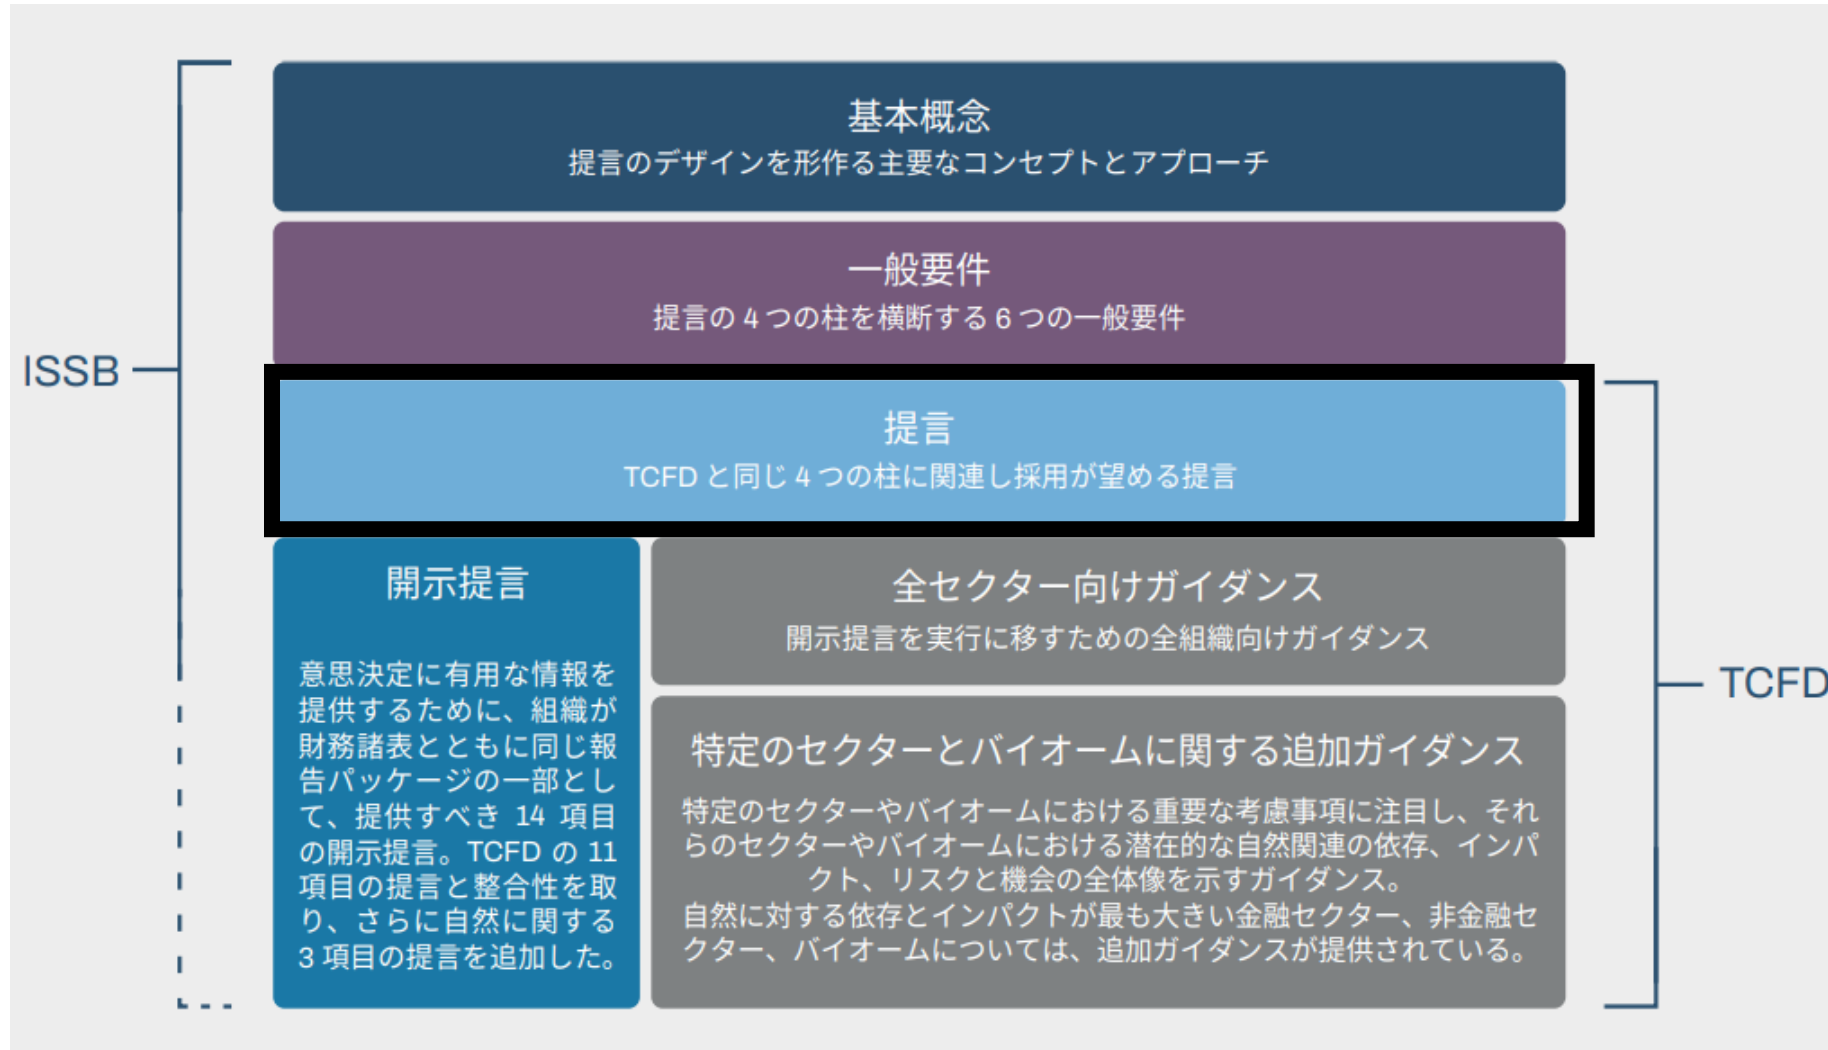 基本概念
提言のデザインを形作る主要なコンセプトとアプローチ
一般要件
提言の 4 つの柱を横断する 6 つの一般要件
ISSB
提言
TCFD と同じ 4 つの柱に関連し採用が望める提言
開示提言
意思決定に有用な情報を
提供するために、組織が
財務諸表とともに同じ報
告パッケージの一部とし
て、提供すべき 14 項目
の開示提言。TCFD の 11
項目の提言と整合性を取
り、さらに自然に関する
3 項目の提言を追加した。
全セクター向けガイダンス
開示提言を実行に移すための全組織向けガイダンス
特定のセクターとバイオームに関する追加ガイダンス
特定のセクターやバイオームにおける重要な考慮事項に注目し、それ
らのセクターやバイオームにおける潜在的な自然関連の依存、インパ
クト、リスクと機会の全体像を示すガイダンス。
自然に対する依存とインパクトが最も大きい金融セクター、非金融セ
クター、バイオームについては、追加ガイダンスが提供されている。
TCFD